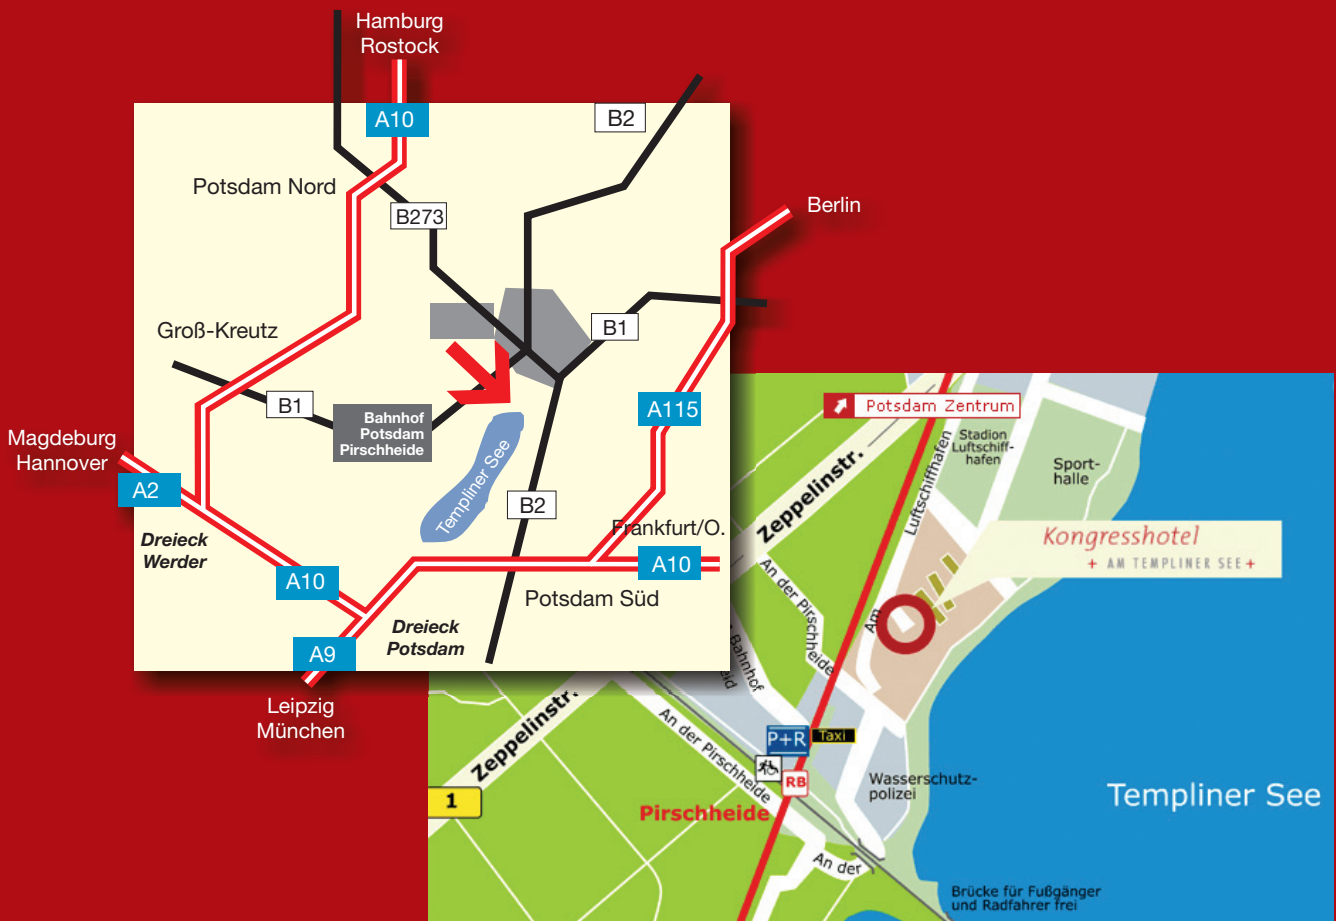 Hamburg
Rostock
A10
B2
Potsdam Nord
Berlin
B273
Groß-Kreutz
B1
B1
A115
Bahnhof
Potsdam
Pirschheide
Magdeburg
Hannover
A2
Templiner See
B2
Dreieck
Werder
Frankfurt/O.
A10
A10
Potsdam Süd
Dreieck
Potsdam
A9
Leipzig
München
Potsdam Zentrum
Zeppelinstr.
Luftschiffhafen
Stadion
Luftschiff-
hafen
Sport-
halle
Kongresshotel
+ AM TEMPLINER SEE +
An der Pirschheide
Am
Bahnhof
Zeppelinstr.
An der Pirschheide
P+R
Taxi
RB
Wasserschutz-
polizei
1
Pirschheide
Templiner See
An der
Brücke für Fußgänger
und Radfahrer frei